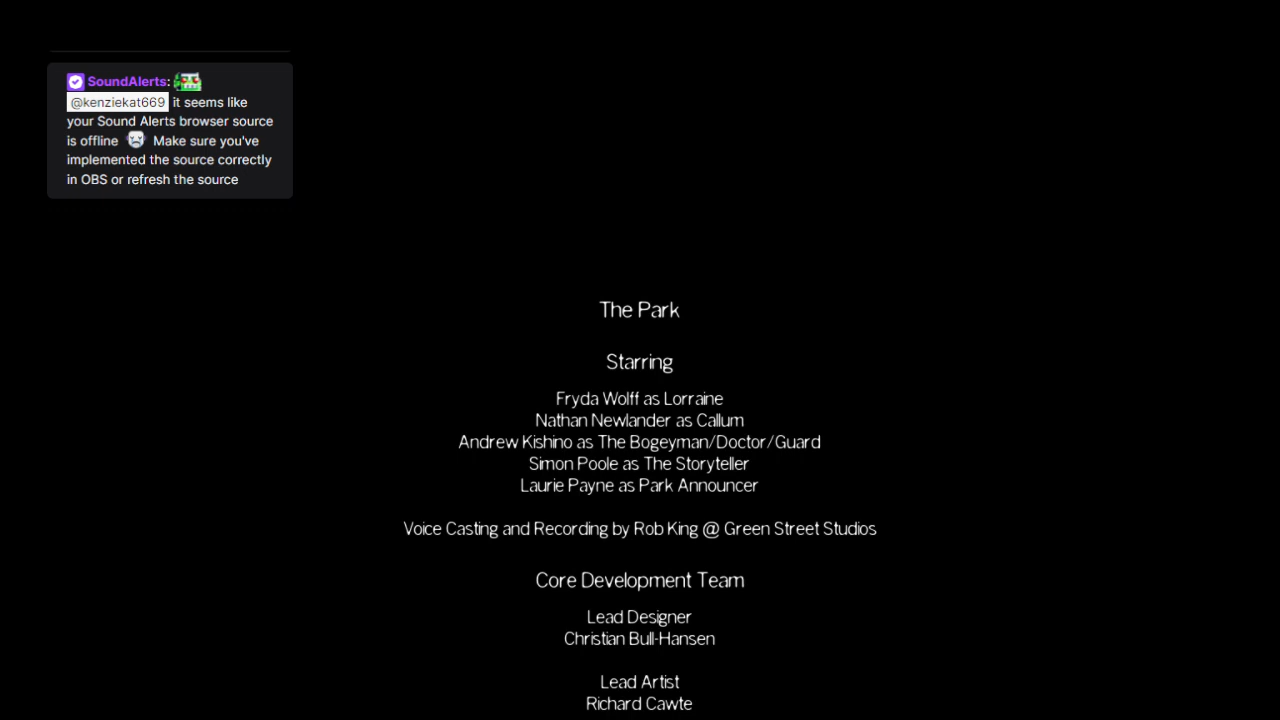 SoundAlerts:
@kenziekat669 it seems like
your Sound Alerts browser source
is offline Make sure you've
implemented the source correctly
in OBS or refresh the source
The Park
Starring
Fryda Wolff as Lorraine
Nathan Newlander as Callum
Andrew Kishino as The Bogeyman/Doctor/Guard
Simon Poole as The Storyteller
Laurie Payne as Park Announcer
Voice Casting and Recording by Rob King @ Green Street Studios
Core Development Team
Lead Designer
Christian Bull-Hansen
Lead Artist
Richard Cawte